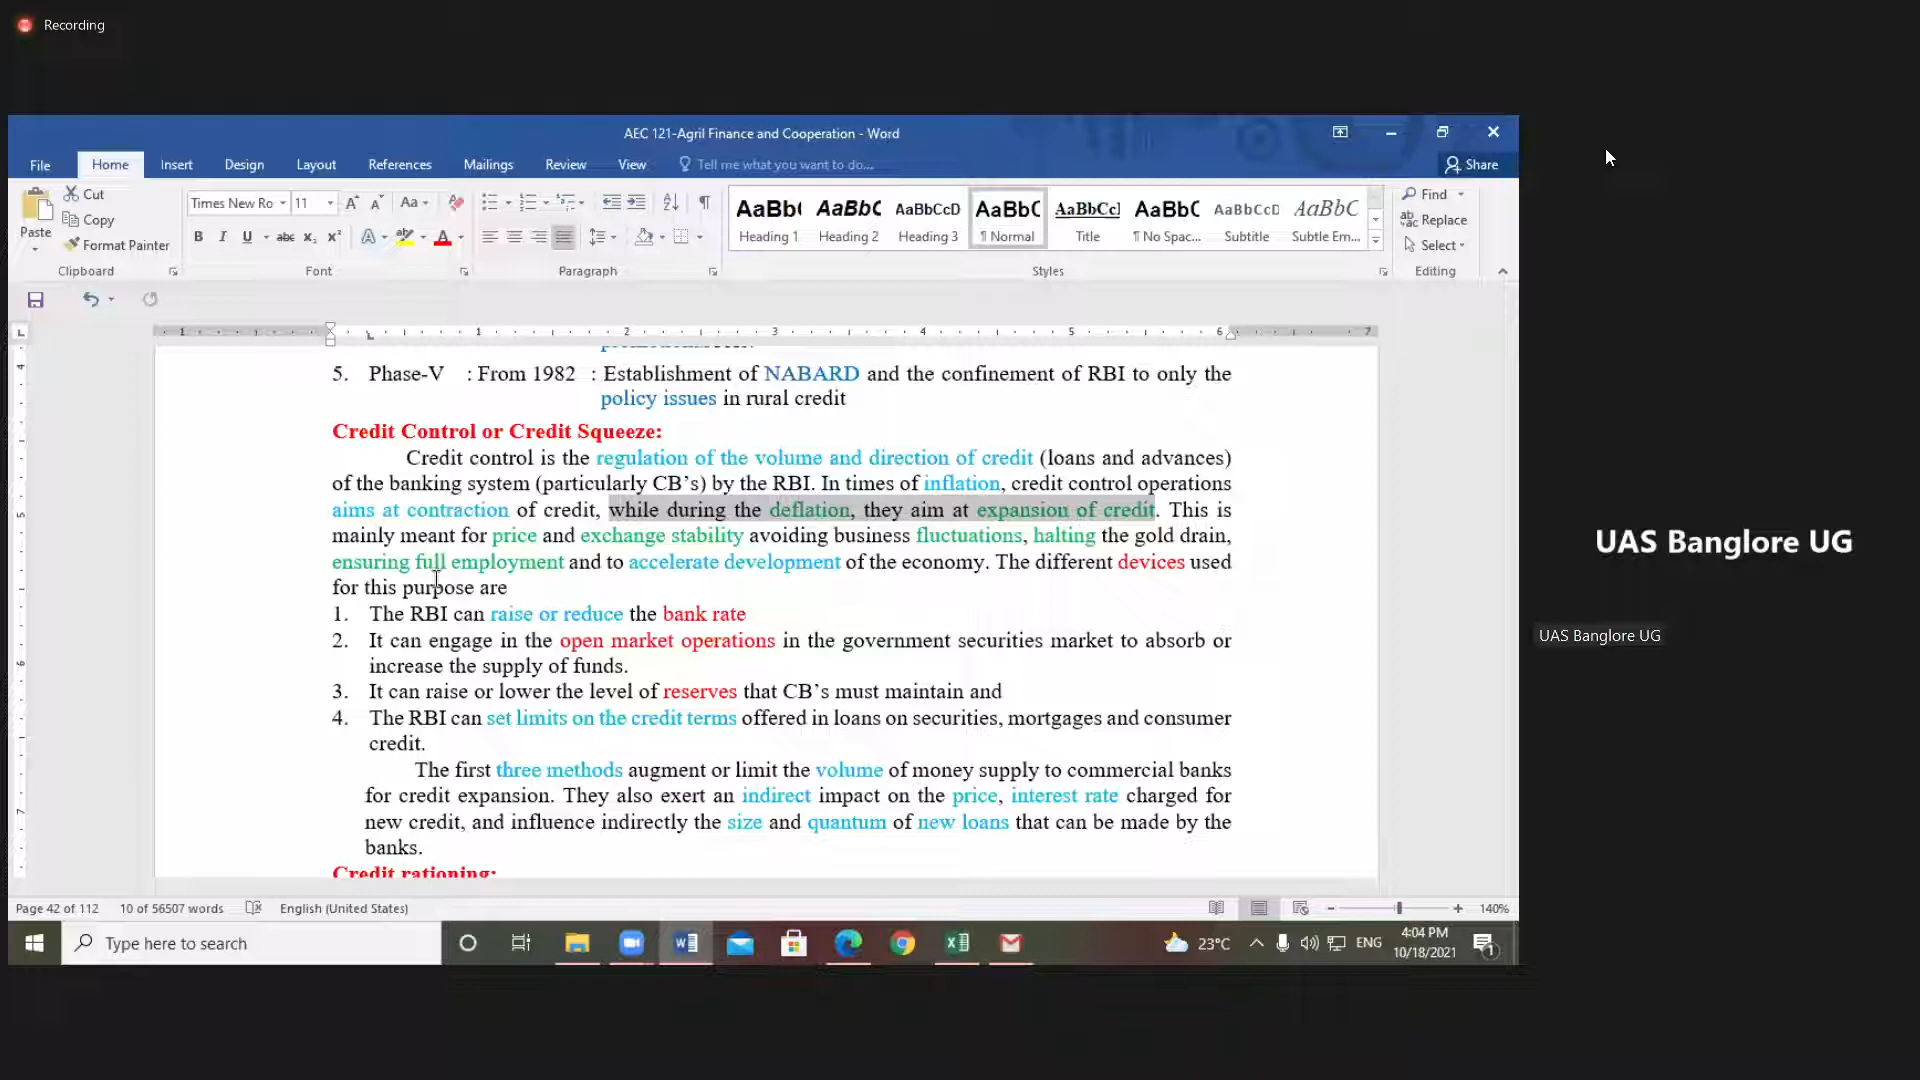 Recording
AEC 121-Agril Finance and Cooperation - Word
File Home Insert Design Layout References Mailings Review View Tell me what you want to do... Share
Cut
Copy
Format Painter
Paste
Clipboard
Times New Ro 11
Font
Paragraph
AaBb( AaBbC AaBbCcD AaBbC AaBbCcl AaBbC AaBbCcD AaBbC
Heading 1 Heading 2 Heading 3 ¶ Normal Title ¶ No Spac... Subtitle Subtle Em...
Styles
Find
Replace
Select
Editing
1 1 2 3 4 5 6 7
5. Phase-V : From 1982 : Establishment of NABARD and the confinement of RBI to only the
policy issues in rural credit
Credit Control or Credit Squeeze:
Credit control is the regulation of the volume and direction of credit (loans and advances)
of the banking system (particularly CB's) by the RBI. In times of inflation, credit control operations
aims at contraction of credit, while during the deflation, they aim at expansion of credit. This is
mainly meant for price and exchange stability avoiding business fluctuations, halting the gold drain,
ensuring full employment and to accelerate development of the economy. The different devices used
for this purpose are
1. The RBI can raise or reduce the bank rate
2. It can engage in the open market operations in the government securities market to absorb or
increase the supply of funds.
3. It can raise or lower the level of reserves that CB's must maintain and
4. The RBI can set limits on the credit terms offered in loans on securities, mortgages and consumer
credit.
The first three methods augment or limit the volume of money supply to commercial banks
for credit expansion. They also exert an indirect impact on the price, interest rate charged for
new credit, and influence indirectly the size and quantum of new loans that can be made by the
banks.
Credit rationing:
Page 42 of 112 10 of 56507 words English (United States) 140%
Type here to search
23°C ENG 4:04 PM
10/18/2021
1
UAS Banglore UG
UAS Banglore UG